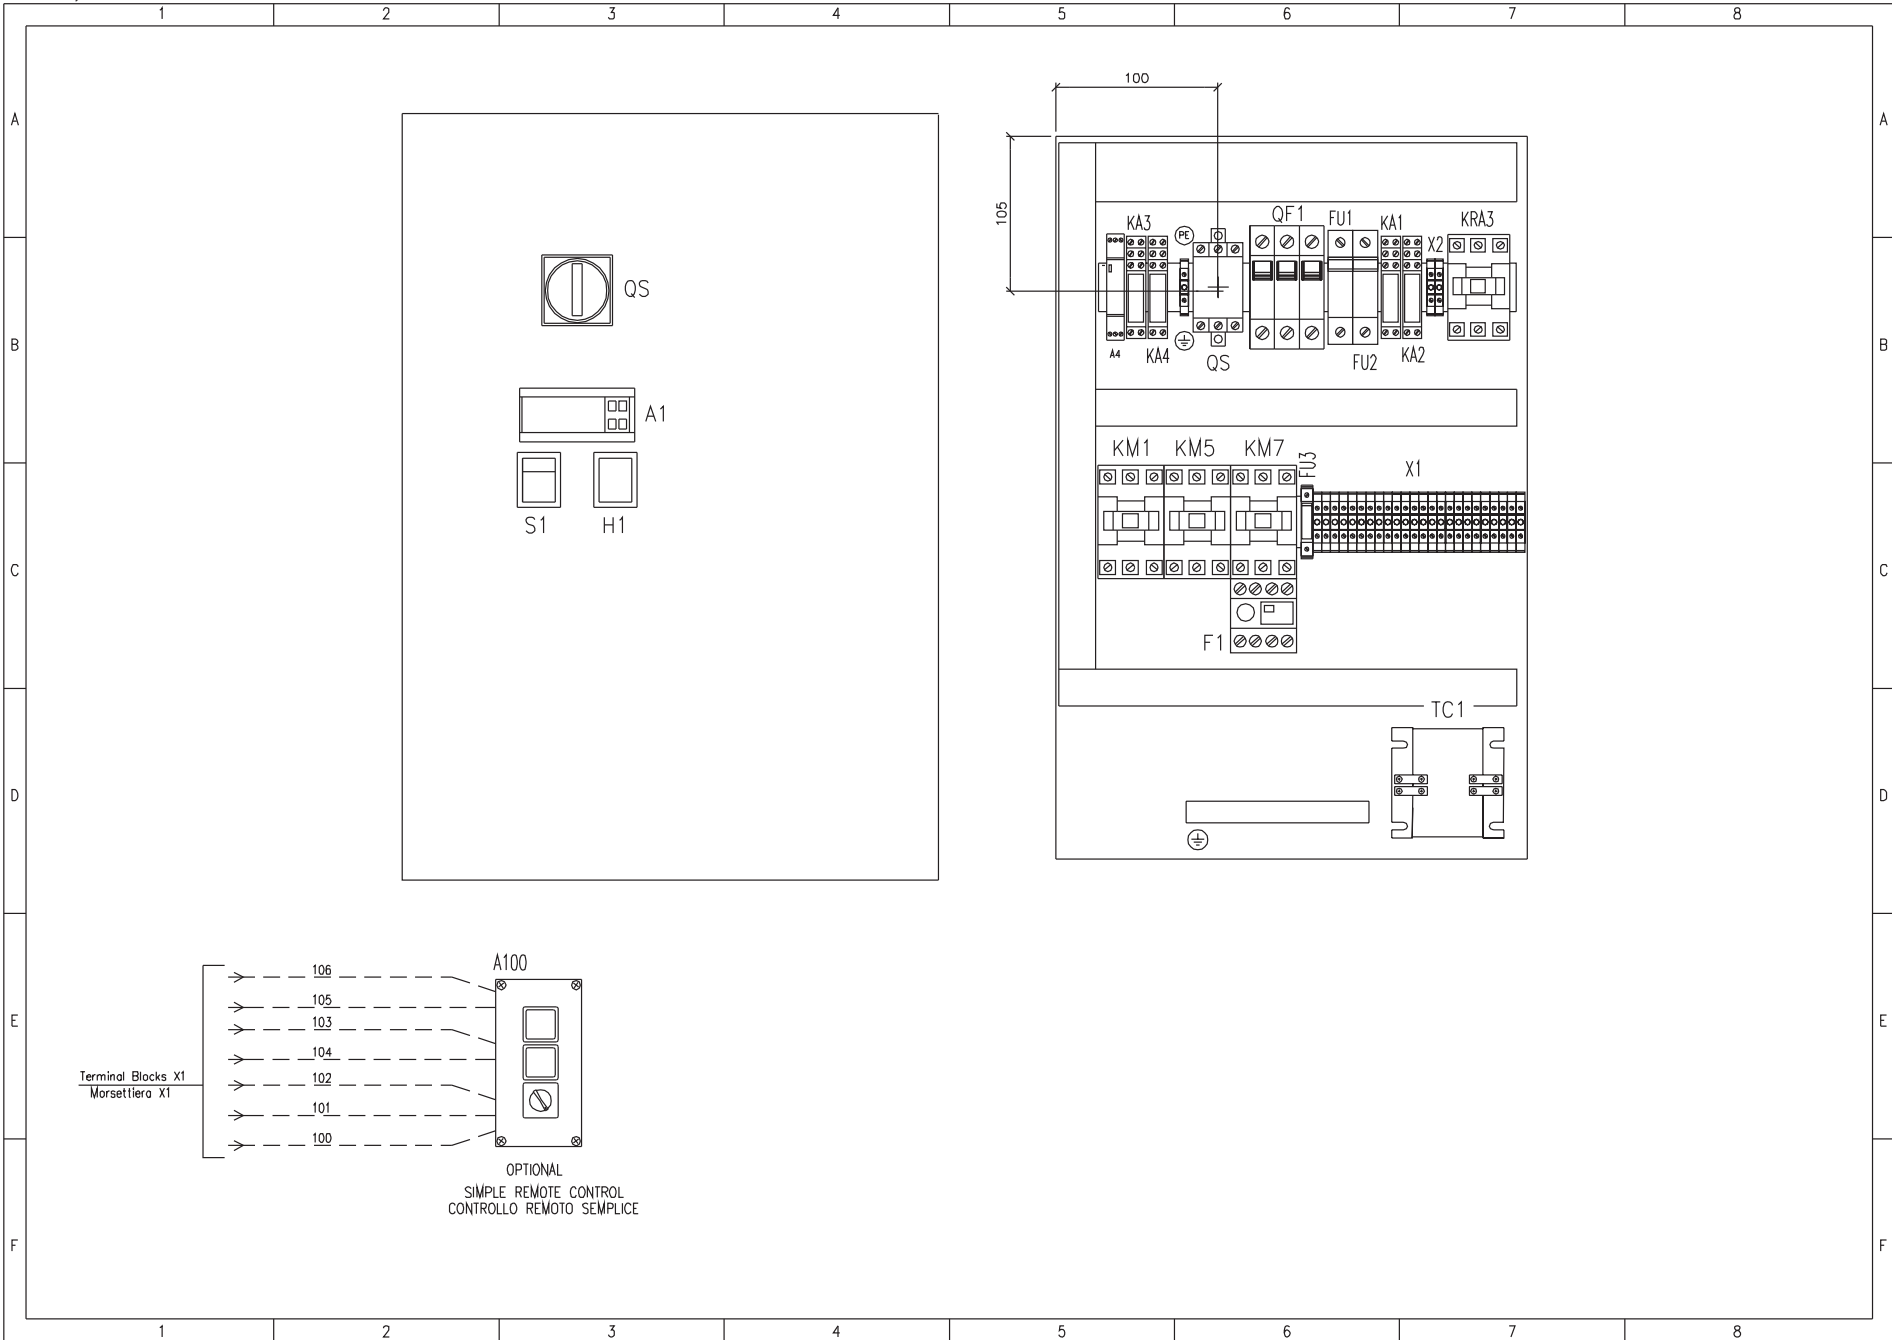 1 2 3 4 5 6 7 8
A A
100
105
KA3 QF1 FU1 KA1 KRA3
PE X2
QS
B B
A4 KA4 QS FU2 KA2
A1
KM1 KM5 KM7 FU3 X1
S1 H1
C C
F1
TC1
D D
A100
106
105
E E
103
104
Terminal Blocks X1
Morsettiera X1
102
101
100
OPTIONAL
SIMPLE REMOTE CONTROL
CONTROLLO REMOTO SEMPLICE
F F
1 2 3 4 5 6 7 8